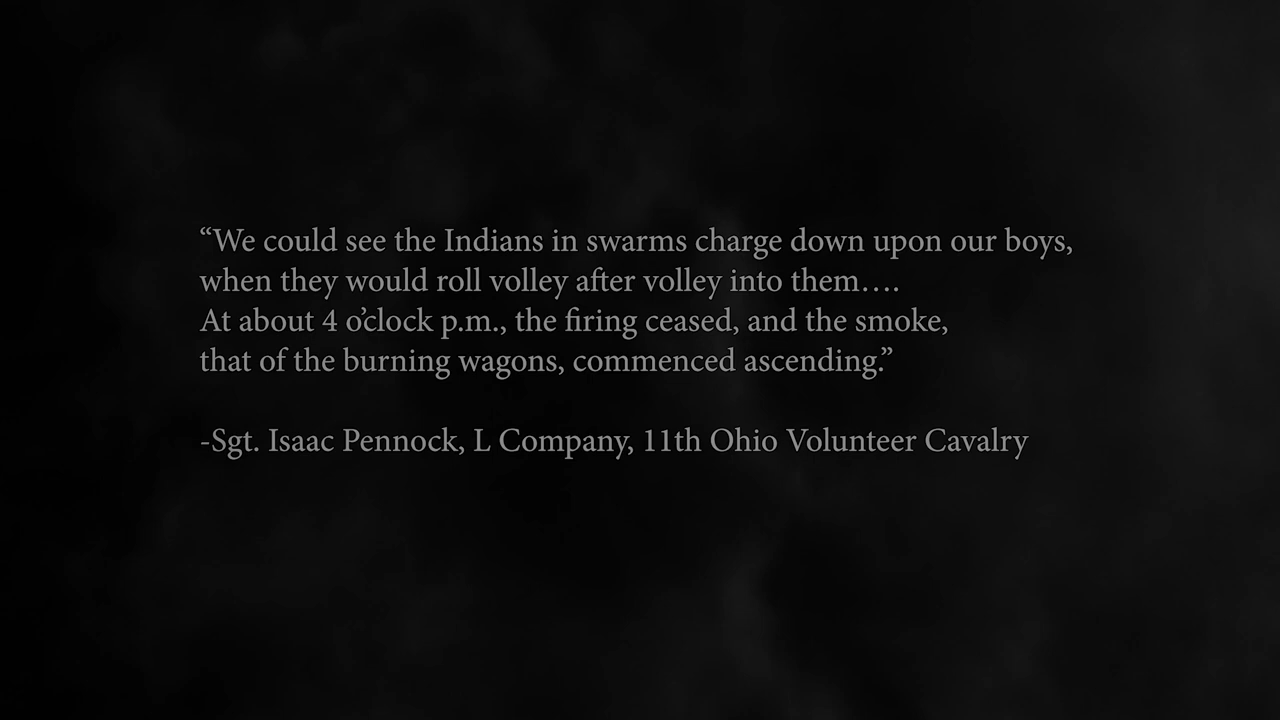 “We could see the Indians in swarms charge down upon our boys,
when they would roll volley after volley into them….
At about 4 o’clock p.m., the firing ceased, and the smoke,
that of the burning wagons, commenced ascending.”
-Sgt. Isaac Pennock, L Company, 11th Ohio Volunteer Cavalry